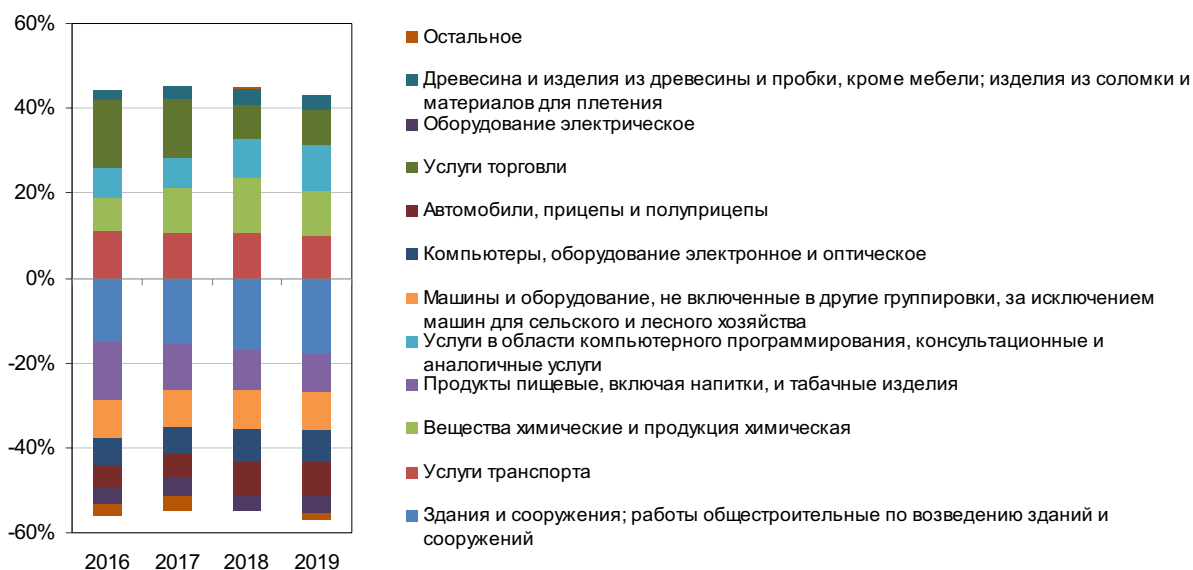 60%
40%
20%
0%
-20%
-40%
-60%
2016 2017 2018 2019
Остальное
Древесина и изделия из древесины и пробки, кроме мебели; изделия из соломки и
материалов для плетения
Оборудование электрическое
Услуги торговли
Автомобили, прицепы и полуприцепы
Компьютеры, оборудование электронное и оптическое
Машины и оборудование, не включенные в другие группировки, за исключением
машин для сельского и лесного хозяйства
Услуги в области компьютерного программирования, консультационные и
аналогичные услуги
Продукты пищевые, включая напитки, и табачные изделия
Вещества химические и продукция химическая
Услуги транспорта
Здания и сооружения; работы общестроительные по возведению зданий и
сооружений